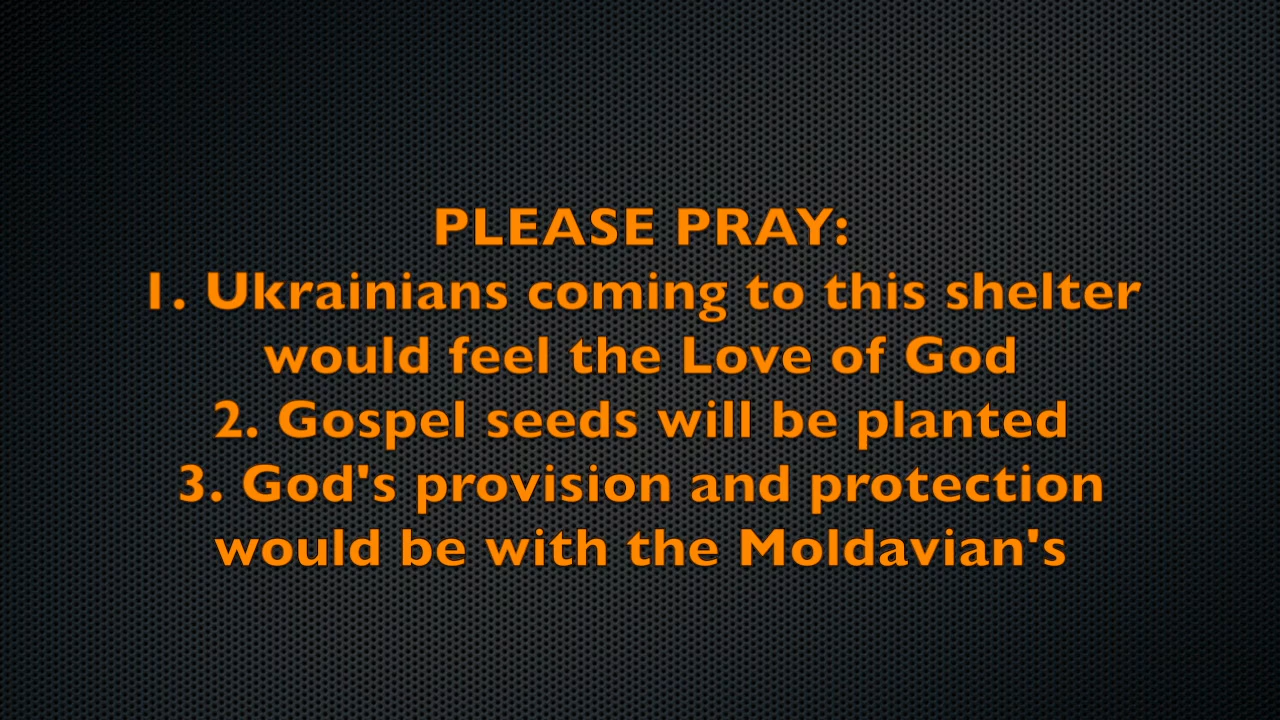 PLEASE PRAY:
1. Ukrainians coming to this shelter
would feel the Love of God
2. Gospel seeds will be planted
3. God's provision and protection
would be with the Moldavian's